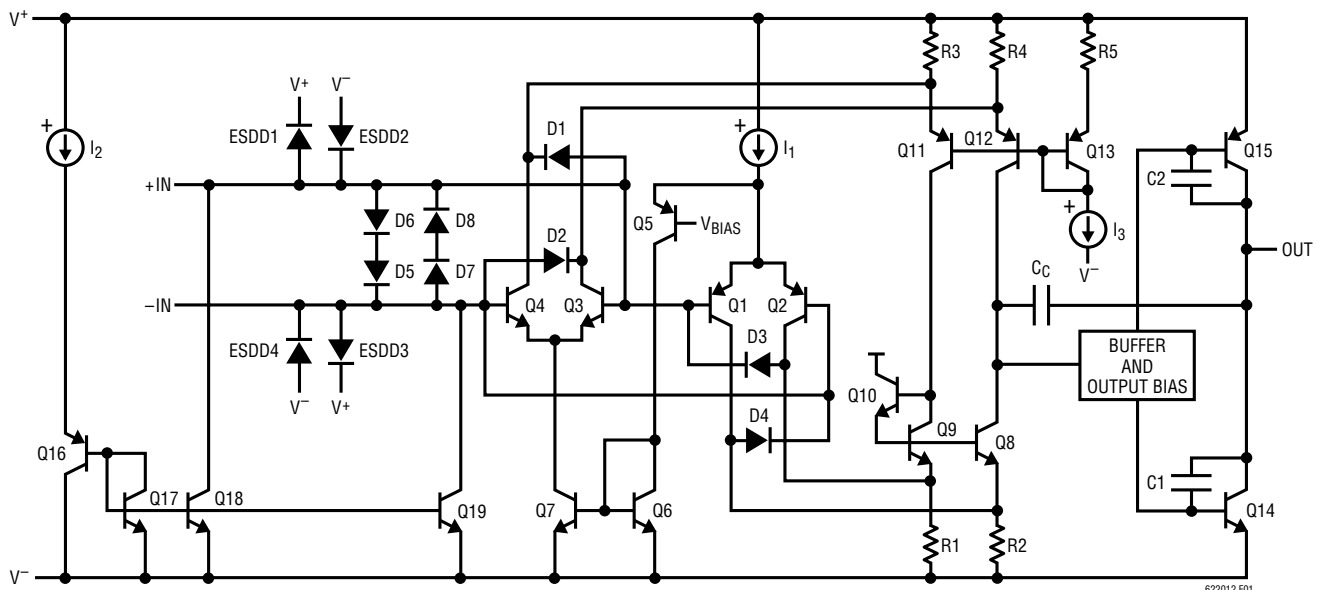 V+
R3 R4 R5
V+ V−
+ I2
ESDD1 ESDD2
D1
+ I1
Q11 Q12 Q13 Q15
C2
+IN
D6 D8
Q5 VBIAS
+ I3
D2
D5 D7
V−
CC
OUT
−IN
Q4 Q3 Q1 Q2
ESDD4 ESDD3
D3
BUFFER
AND
OUTPUT BIAS
V− V+
Q10
D4
Q9 Q8
Q16
C1
Q17 Q18 Q19 Q7 Q6 Q14
R1 R2
V−
622012 F01